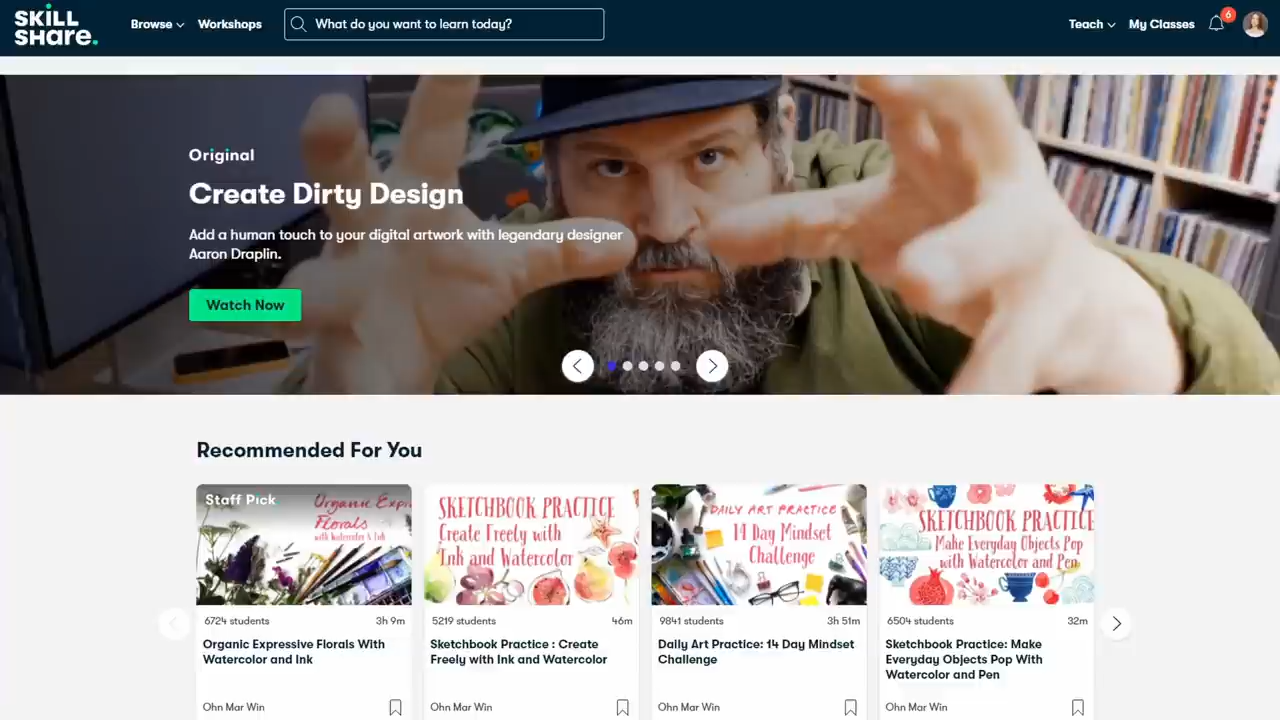 SKILL
SHare.
Browse
Workshops
What do you want to learn today?
Teach
My Classes
6
Original
Create Dirty Design
Add a human touch to your digital artwork with legendary designer
Aaron Draplin.
Watch Now
Recommended For You
Staff Pick
Organic Expre
Florals
with Watercolor & Ink
SKETCHBOOK PRACTICE
Create Freely with
Ink and Watercolor
DAILY ART PRACTICE
14 Day Mindset
Challenge
SKETCHBOOK PRACTICE
Make Everyday Objects Pop
with Watercolor and Pen
6724 students
3h 9m
5219 students
46m
9841 students
3h 51m
6504 students
32m
Organic Expressive Florals With
Watercolor and Ink
Sketchbook Practice : Create
Freely with Ink and Watercolor
Daily Art Practice: 14 Day Mindset
Challenge
Sketchbook Practice: Make
Everyday Objects Pop With
Watercolor and Pen
Ohn Mar Win
Ohn Mar Win
Ohn Mar Win
Ohn Mar Win